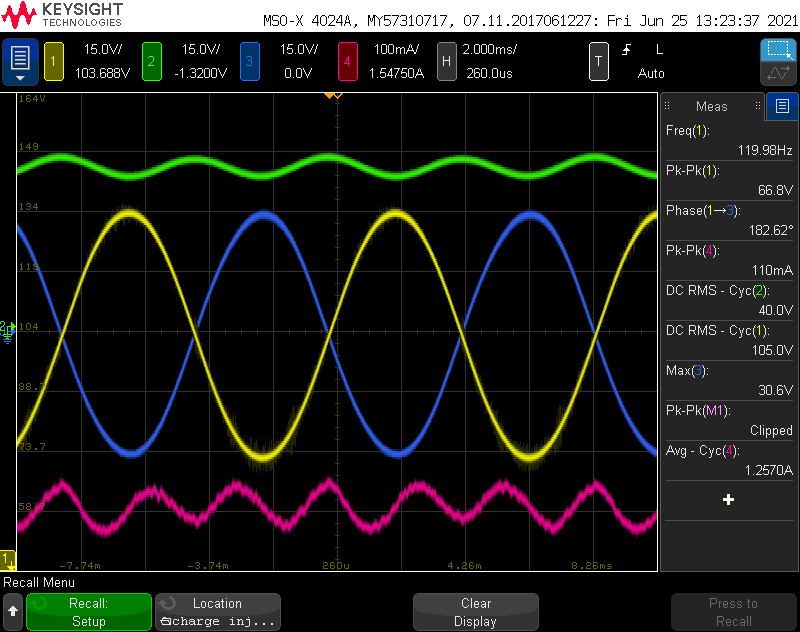 KEYSIGHT
TECHNOLOGIES
MSO-X 4024A, MY57310717, 07.11.2017061227: Fri Jun 25 13:23:37 2021
1 15.0V/ 2 15.0V/ 3 15.0V/ 4 100mA/ H 2.000ms/ T L
103.688V -1.3200V 0.0V 1.54750A 260.0us Auto
164V
149
134
119
104
88.7
73.7
58.7
2
1
-7.74m -3.74m 260u 4.26m 8.26ms
Meas
Freq(1):
119.98Hz
Pk-Pk(1):
66.8V
Phase(1→3):
182.62°
Pk-Pk(4):
110mA
DC RMS - Cyc(2):
40.0V
DC RMS - Cyc(1):
105.0V
Max(3):
30.6V
Pk-Pk(M1):
Clipped
Avg - Cyc(4):
1.2570A
Recall Menu
Recall:
Setup
Location
charge inj...
Clear
Display
Press to
Recall